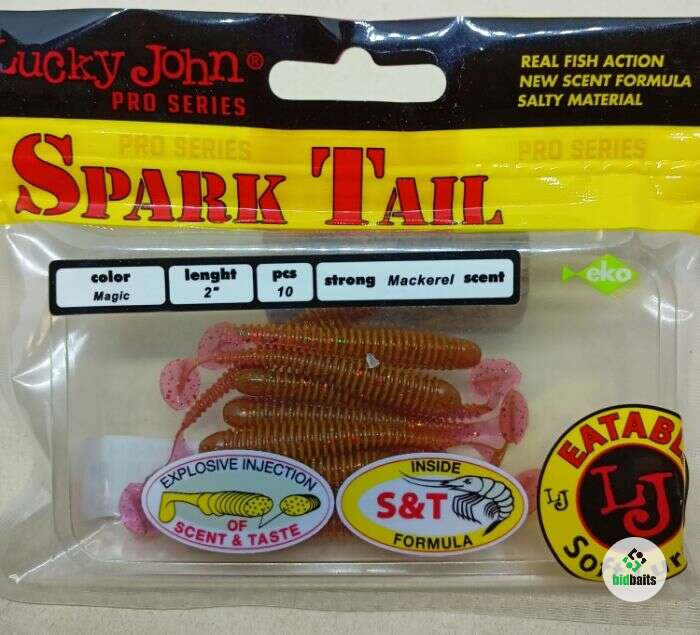 Lucky John®
PRO SERIES
REAL FISH ACTION
NEW SCENT FORMULA
SALTY MATERIAL
PRO SERIES
PRO SERIES
SPARK TAIL
color
Magic
lenght
2"
pcs
10
strong Mackerel scent
eko
EXPLOSIVE INJECTION
OF
SCENT & TASTE
INSIDE
S&T
FORMULA
LJ
LJ
bidbaits